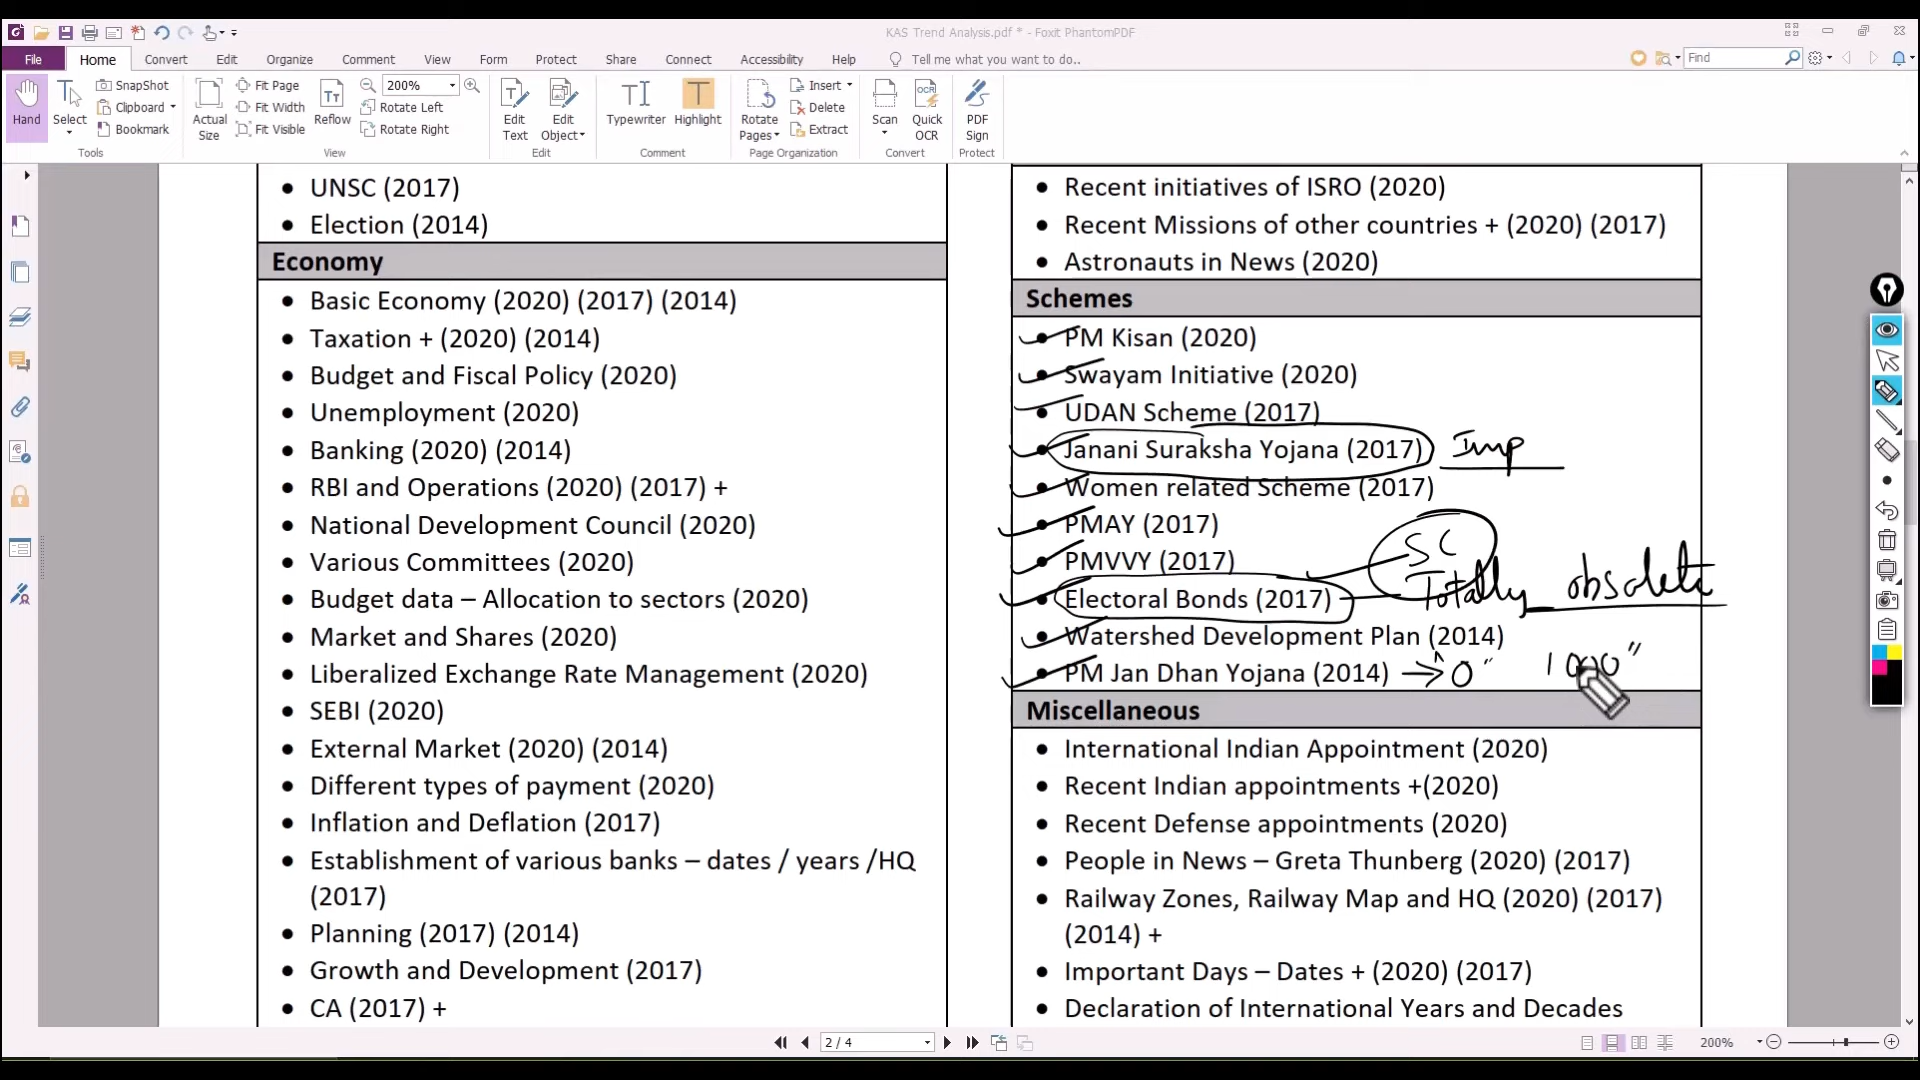 KAS Trend Analysis.pdf * - Foxit PhantomPDF
File Home Convert Edit Organize Comment View Form Protect Share Connect Accessibility Help Tell me what you want to do.. Find
Hand
Select
SnapShot
Clipboard
Bookmark
Tools
Actual Size
Fit Page
Fit Width
Fit Visible
Reflow
200%
Rotate Left
Rotate Right
View
Edit Text
Edit Object
Edit
Typewriter
Highlight
Comment
Rotate Pages
Insert
Delete
Extract
Page Organization
Scan
Quick OCR
Convert
PDF Sign
Protect
• UNSC (2017)
• Election (2014)
Economy
• Basic Economy (2020) (2017) (2014)
• Taxation + (2020) (2014)
• Budget and Fiscal Policy (2020)
• Unemployment (2020)
• Banking (2020) (2014)
• RBI and Operations (2020) (2017) +
• National Development Council (2020)
• Various Committees (2020)
• Budget data – Allocation to sectors (2020)
• Market and Shares (2020)
• Liberalized Exchange Rate Management (2020)
• SEBI (2020)
• External Market (2020) (2014)
• Different types of payment (2020)
• Inflation and Deflation (2017)
• Establishment of various banks – dates / years /HQ
(2017)
• Planning (2017) (2014)
• Growth and Development (2017)
• CA (2017) +
• Recent initiatives of ISRO (2020)
• Recent Missions of other countries + (2020) (2017)
• Astronauts in News (2020)
Schemes
• PM Kisan (2020)
• Swayam Initiative (2020)
• UDAN Scheme (2017)
• Janani Suraksha Yojana (2017) Imp
• Women related Scheme (2017)
• PMAY (2017)
SC
• PMVVY (2017)
• Electoral Bonds (2017) Totally obsolete
• Watershed Development Plan (2014)
• PM Jan Dhan Yojana (2014) → 0" 1000"
Miscellaneous
• International Indian Appointment (2020)
• Recent Indian appointments +(2020)
• Recent Defense appointments (2020)
• People in News – Greta Thunberg (2020) (2017)
• Railway Zones, Railway Map and HQ (2020) (2017)
(2014) +
• Important Days – Dates + (2020) (2017)
• Declaration of International Years and Decades
2 / 4
200%